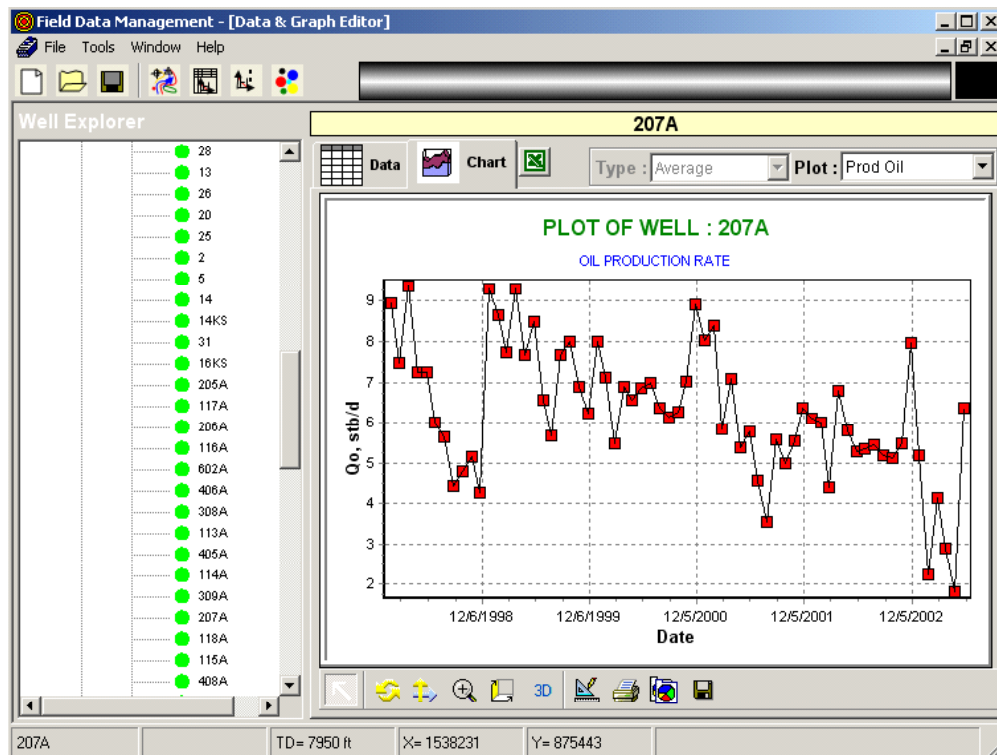 Field Data Management - [Data & Graph Editor]
File Tools Window Help
Well Explorer
28
13
26
20
25
2
5
14
14KS
31
16KS
205A
117A
206A
116A
602A
406A
308A
113A
405A
114A
309A
207A
118A
115A
408A
207A
Data
Chart
Type : Average
Plot : Prod Oil
PLOT OF WELL : 207A
OIL PRODUCTION RATE
9
8
7
6
5
4
3
2
Qo, stb/d
12/6/1998 12/6/1999 12/5/2000 12/5/2001 12/5/2002
Date
3D
207A TD= 7950 ft X= 1538231 Y= 875443